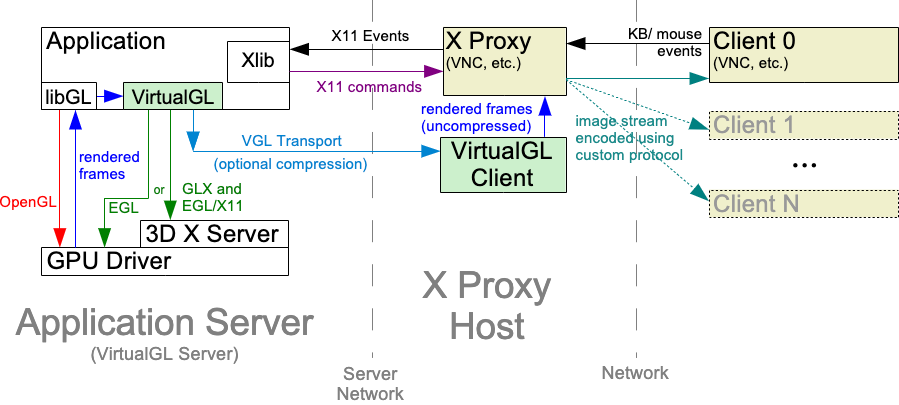 Application
Xlib
libGL
VirtualGL
X11 Events
X11 commands
X Proxy
(VNC, etc.)
KB/ mouse
events
Client 0
(VNC, etc.)
rendered frames
(uncompressed)
image stream
encoded using
custom protocol
Client 1
...
Client N
VGL Transport
(optional compression)
VirtualGL
Client
rendered
frames
OpenGL
EGL
or
GLX and
EGL/X11
3D X Server
GPU Driver
Application Server
(VirtualGL Server)
X Proxy
Host
Server
Network
Network